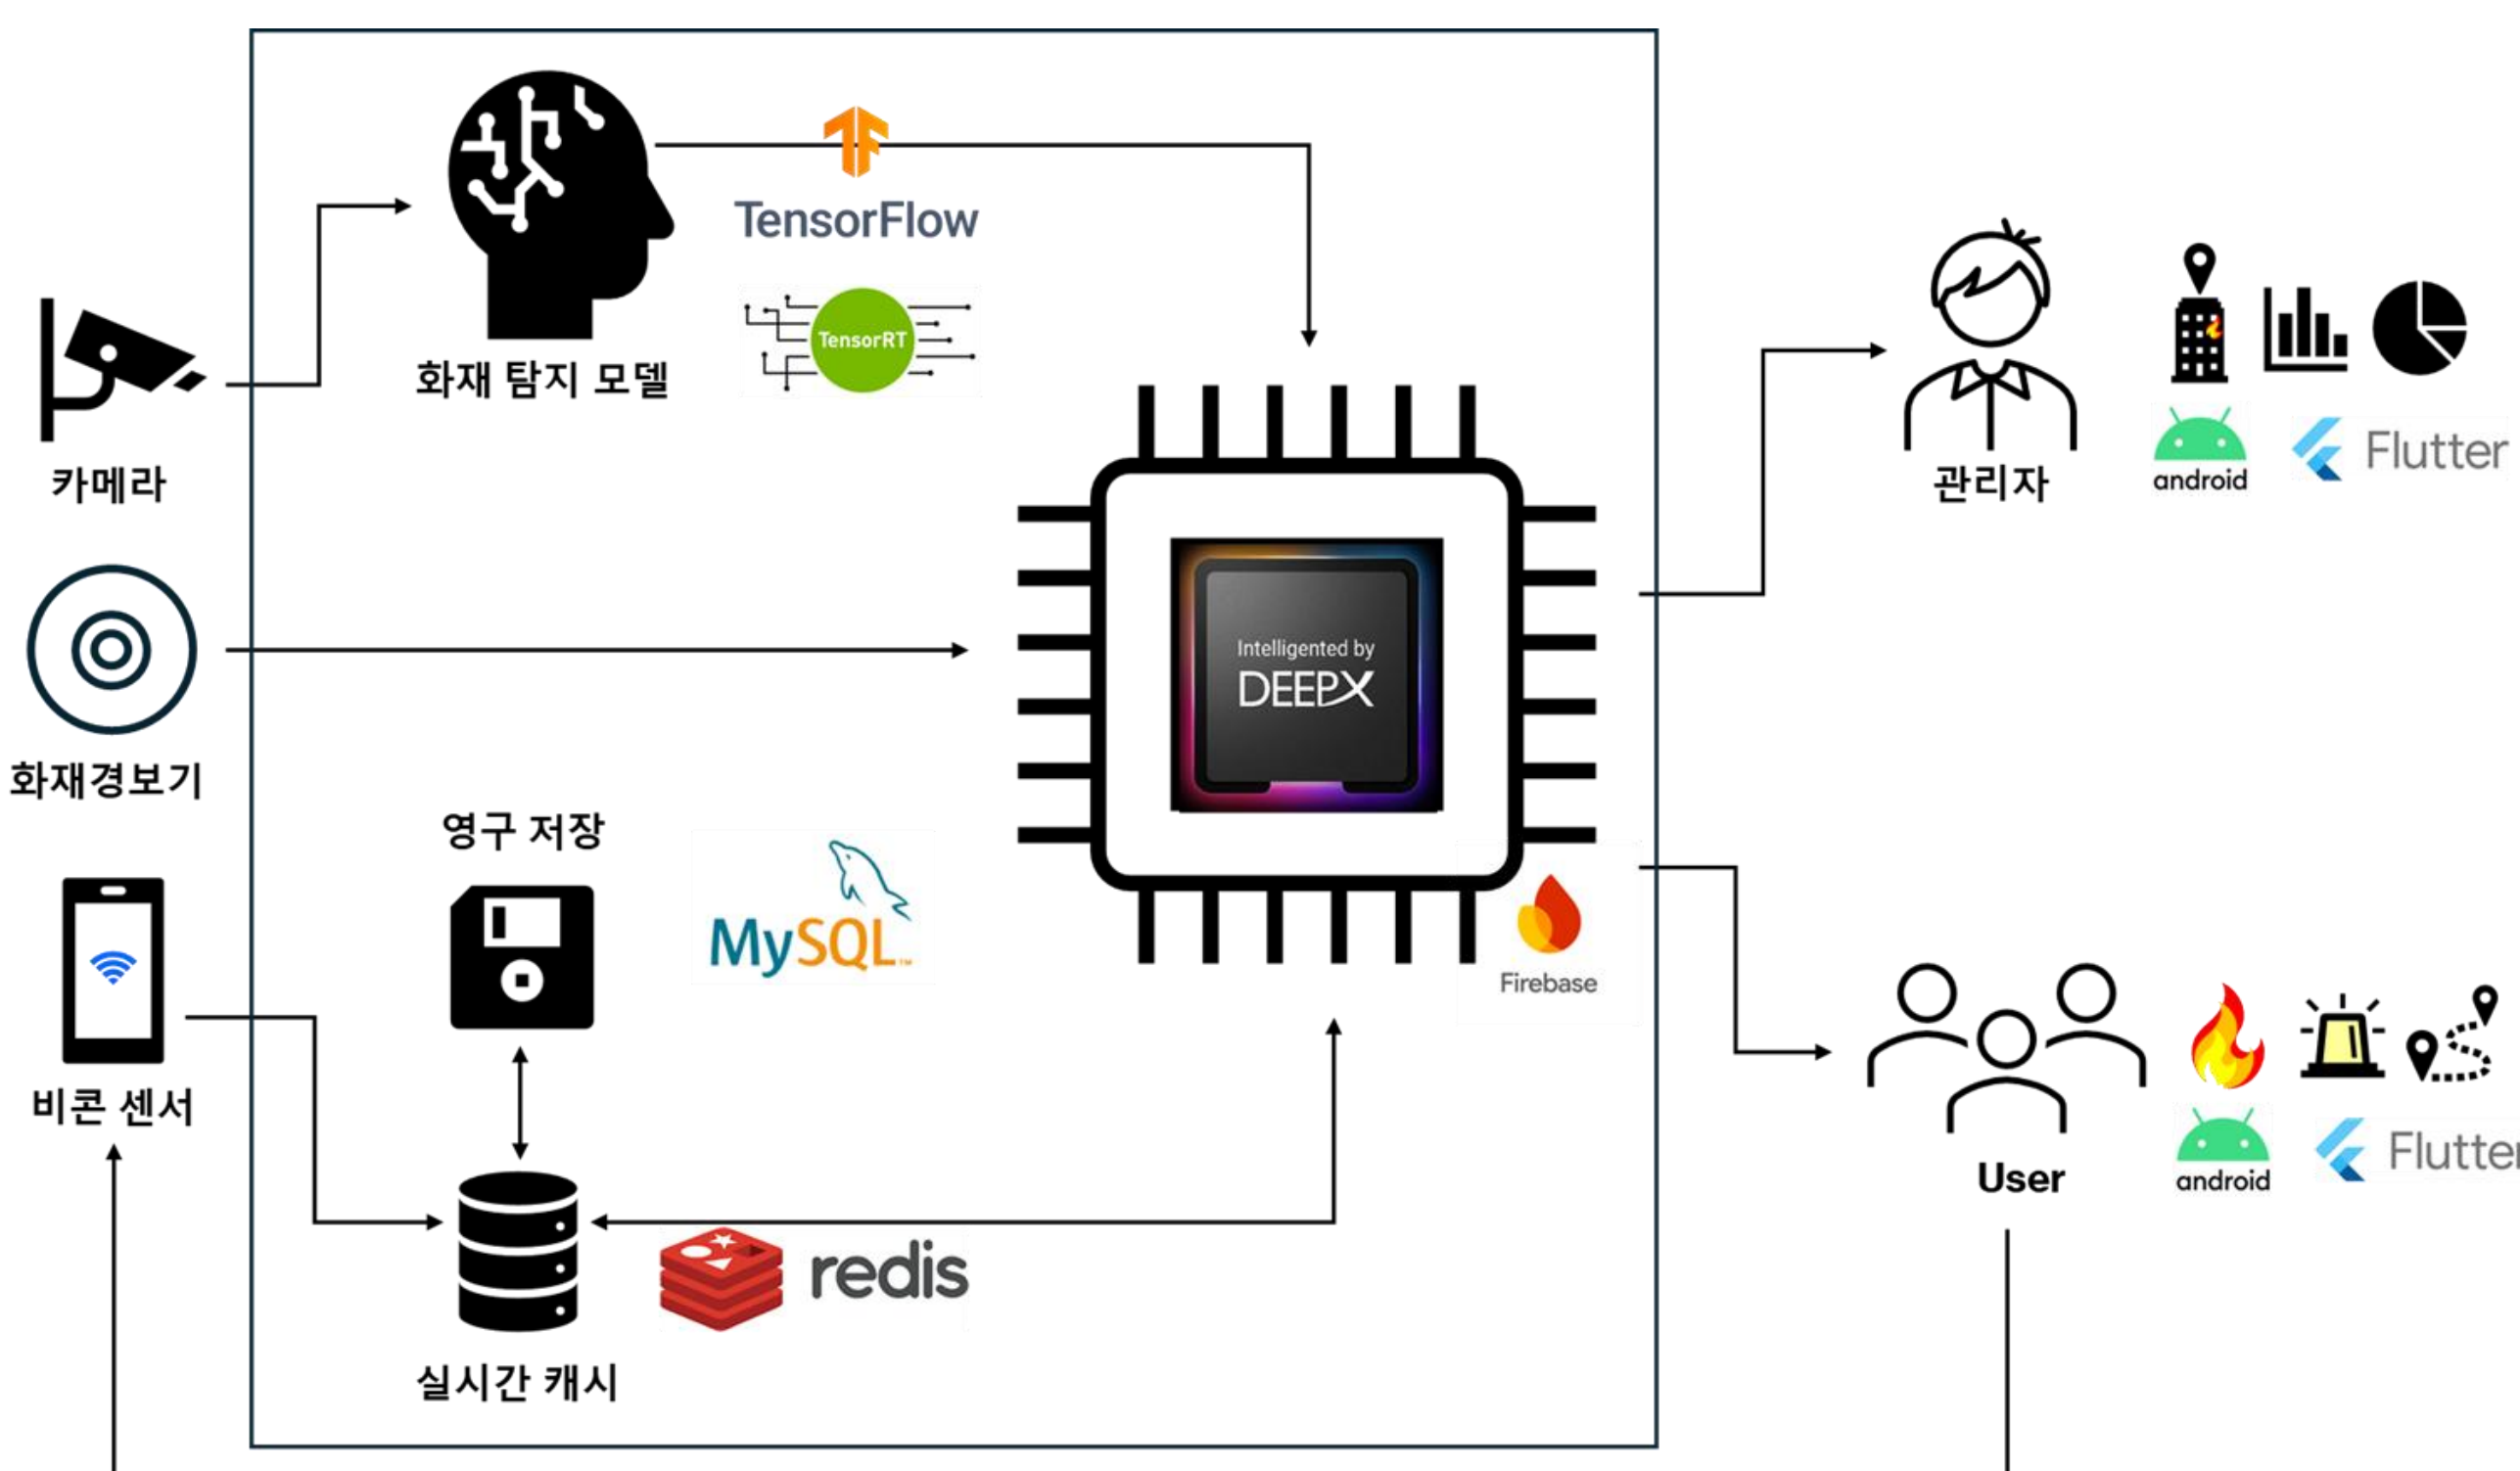 TensorFlow
TensorRT
화재 탐지 모델
카메라
관리자
android
Flutter
Intelligented by
DEEPX
화재경보기
영구 저장
MySQL™
Firebase
비콘 센서
User
android
Flutter
redis
실시간 캐시